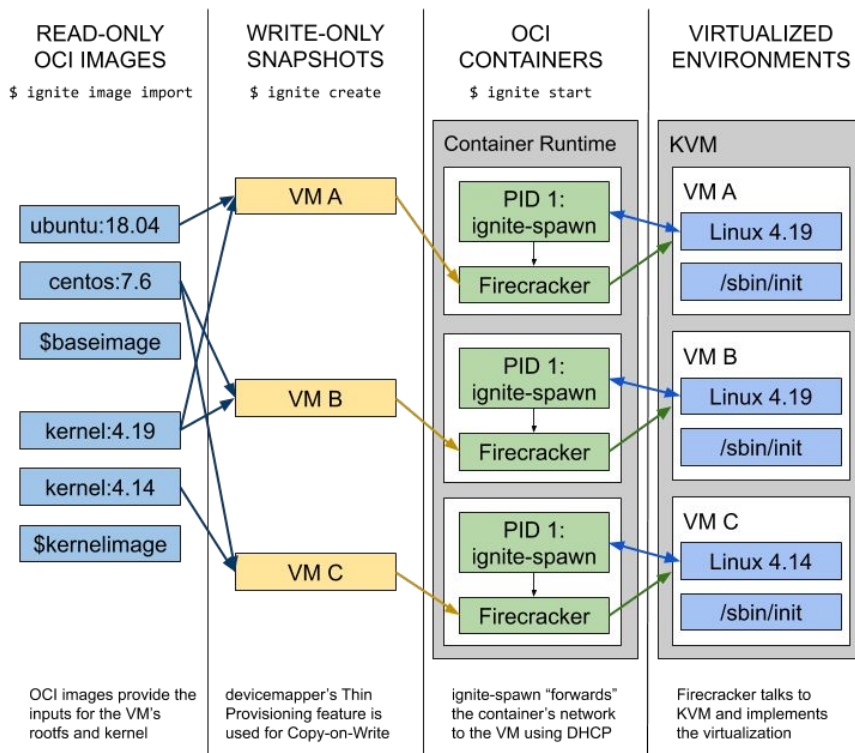 READ-ONLY
OCI IMAGES
$ ignite image import
ubuntu:18.04
centos:7.6
$baseimage
kernel:4.19
kernel:4.14
$kernelimage
OCI images provide the
inputs for the VM's
rootfs and kernel
WRITE-ONLY
SNAPSHOTS
$ ignite create
VM A
VM B
VM C
devicemapper's Thin
Provisioning feature is
used for Copy-on-Write
OCI
CONTAINERS
$ ignite start
Container Runtime
PID 1:
ignite-spawn
Firecracker
PID 1:
ignite-spawn
Firecracker
PID 1:
ignite-spawn
Firecracker
ignite-spawn “forwards”
the container's network
to the VM using DHCP
VIRTUALIZED
ENVIRONMENTS
KVM
VM A
Linux 4.19
/sbin/init
VM B
Linux 4.19
/sbin/init
VM C
Linux 4.14
/sbin/init
Firecracker talks to
KVM and implements
the virtualization